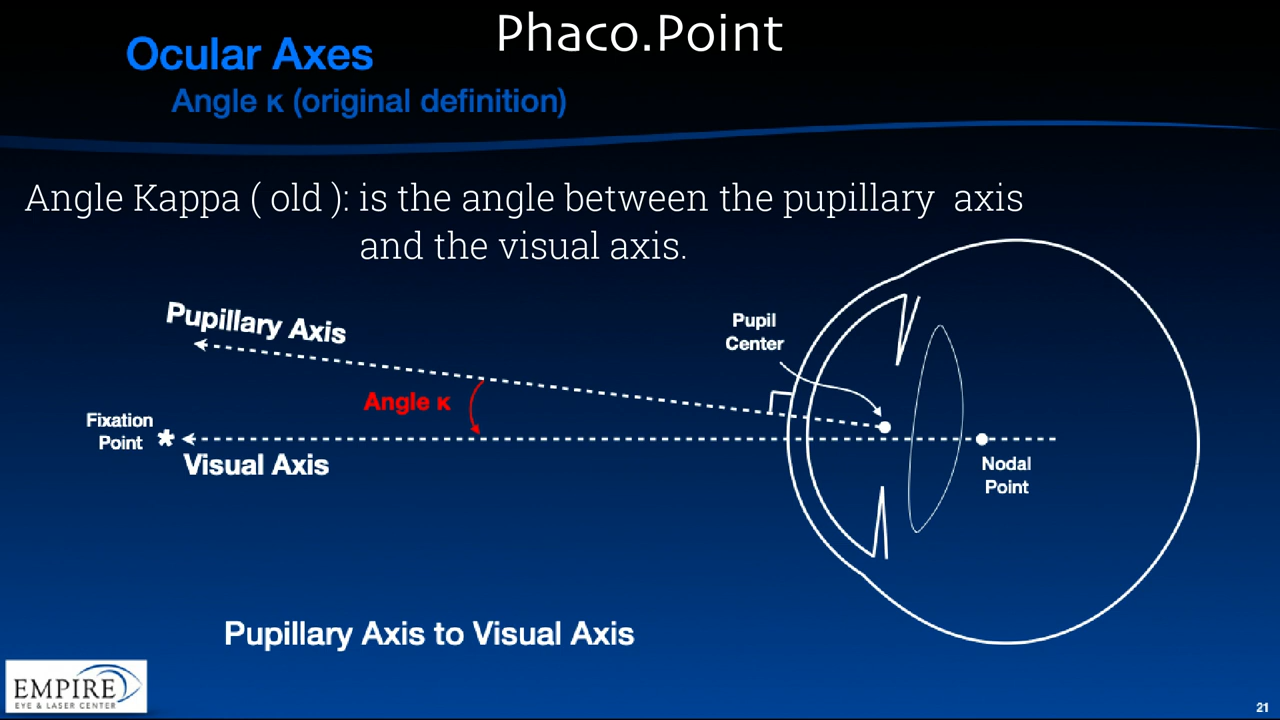 Phaco.Point
Ocular Axes
Angle κ (original definition)
Angle Kappa ( old ): is the angle between the pupillary axis
and the visual axis.
Pupillary Axis
Pupil
Center
Angle κ
Fixation
Point
*
Visual Axis
Nodal
Point
Pupillary Axis to Visual Axis
EMPIRE
EYE & LASER CENTER
21